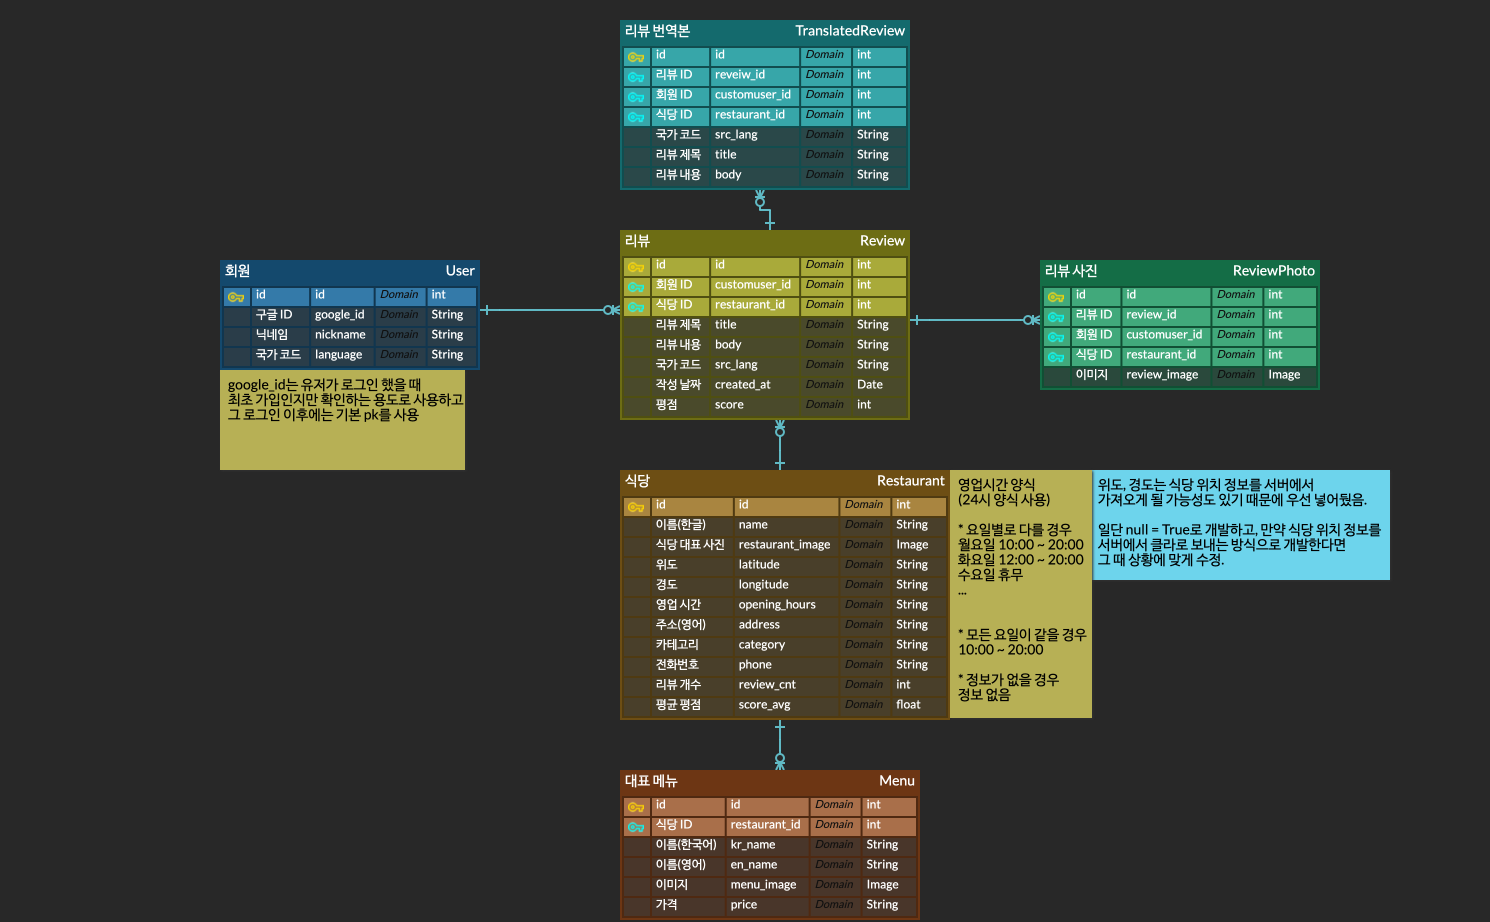 리뷰 번역본 TranslatedReview
id id Domain int
리뷰 ID reveiw_id Domain int
회원 ID customuser_id Domain int
식당 ID restaurant_id Domain int
국가 코드 src_lang Domain String
리뷰 제목 title Domain String
리뷰 내용 body Domain String
회원 User
id id Domain int
구글 ID google_id Domain String
닉네임 nickname Domain String
국가 코드 language Domain String
google_id는 유저가 로그인 했을 때
최초 가입인지만 확인하는 용도로 사용하고
그 로그인 이후에는 기본 pk를 사용
리뷰 Review
id id Domain int
회원 ID customuser_id Domain int
식당 ID restaurant_id Domain int
리뷰 제목 title Domain String
리뷰 내용 body Domain String
국가 코드 src_lang Domain String
작성 날짜 created_at Domain Date
평점 score Domain int
리뷰 사진 ReviewPhoto
id id Domain int
리뷰 ID review_id Domain int
회원 ID customuser_id Domain int
식당 ID restaurant_id Domain int
이미지 review_image Domain Image
식당 Restaurant
id id Domain int
이름(한글) name Domain String
식당 대표 사진 restaurant_image Domain Image
위도 latitude Domain String
경도 longitude Domain String
영업 시간 opening_hours Domain String
주소(영어) address Domain String
카테고리 category Domain String
전화번호 phone Domain String
리뷰 개수 review_cnt Domain int
평균 평점 score_avg Domain float
영업시간 양식
(24시 양식 사용)
* 요일별로 다를 경우
월요일 10:00 ~ 20:00
화요일 12:00 ~ 20:00
수요일 휴무
...
* 모든 요일이 같을 경우
10:00 ~ 20:00
* 정보가 없을 경우
정보 없음
위도, 경도는 식당 위치 정보를 서버에서
가져오게 될 가능성도 있기 때문에 우선 넣어뒀음.
일단 null = True로 개발하고, 만약 식당 위치 정보를
서버에서 클라로 보내는 방식으로 개발한다면
그 때 상황에 맞게 수정.
대표 메뉴 Menu
id id Domain int
식당 ID restaurant_id Domain int
이름(한국어) kr_name Domain String
이름(영어) en_name Domain String
이미지 menu_image Domain Image
가격 price Domain String